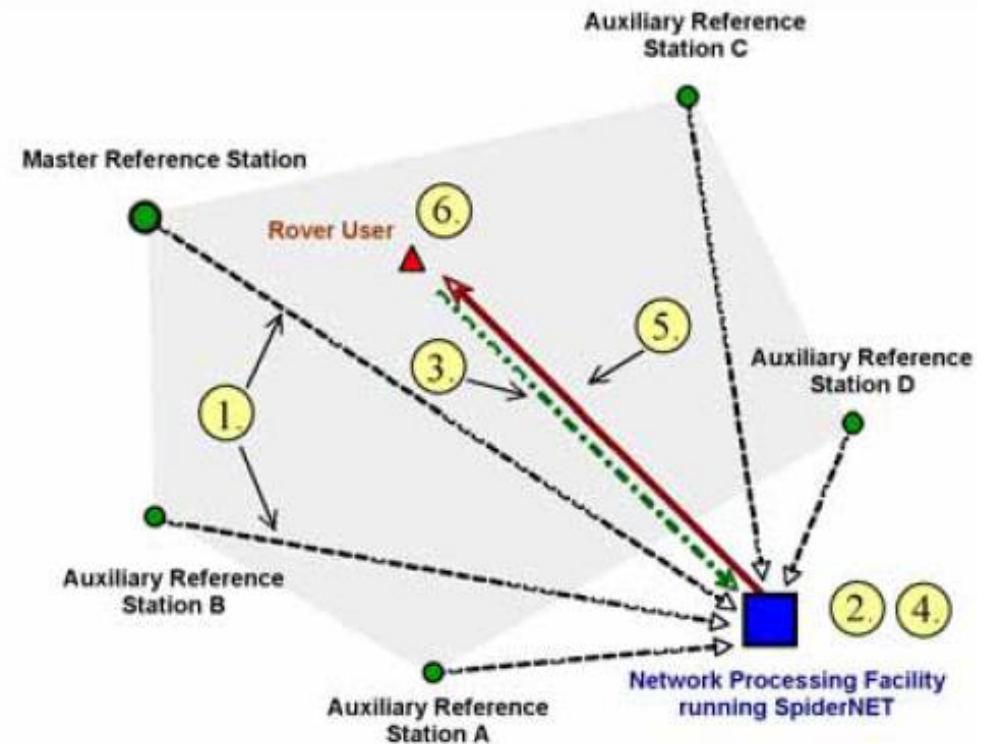 Auxiliary Reference
Station C
Master Reference Station
6.
Rover User
5.
3.
Auxiliary Reference
Station D
1.
Auxiliary Reference
Station B
2.
4.
Network Processing Facility
running SpiderNET
Auxiliary Reference
Station A